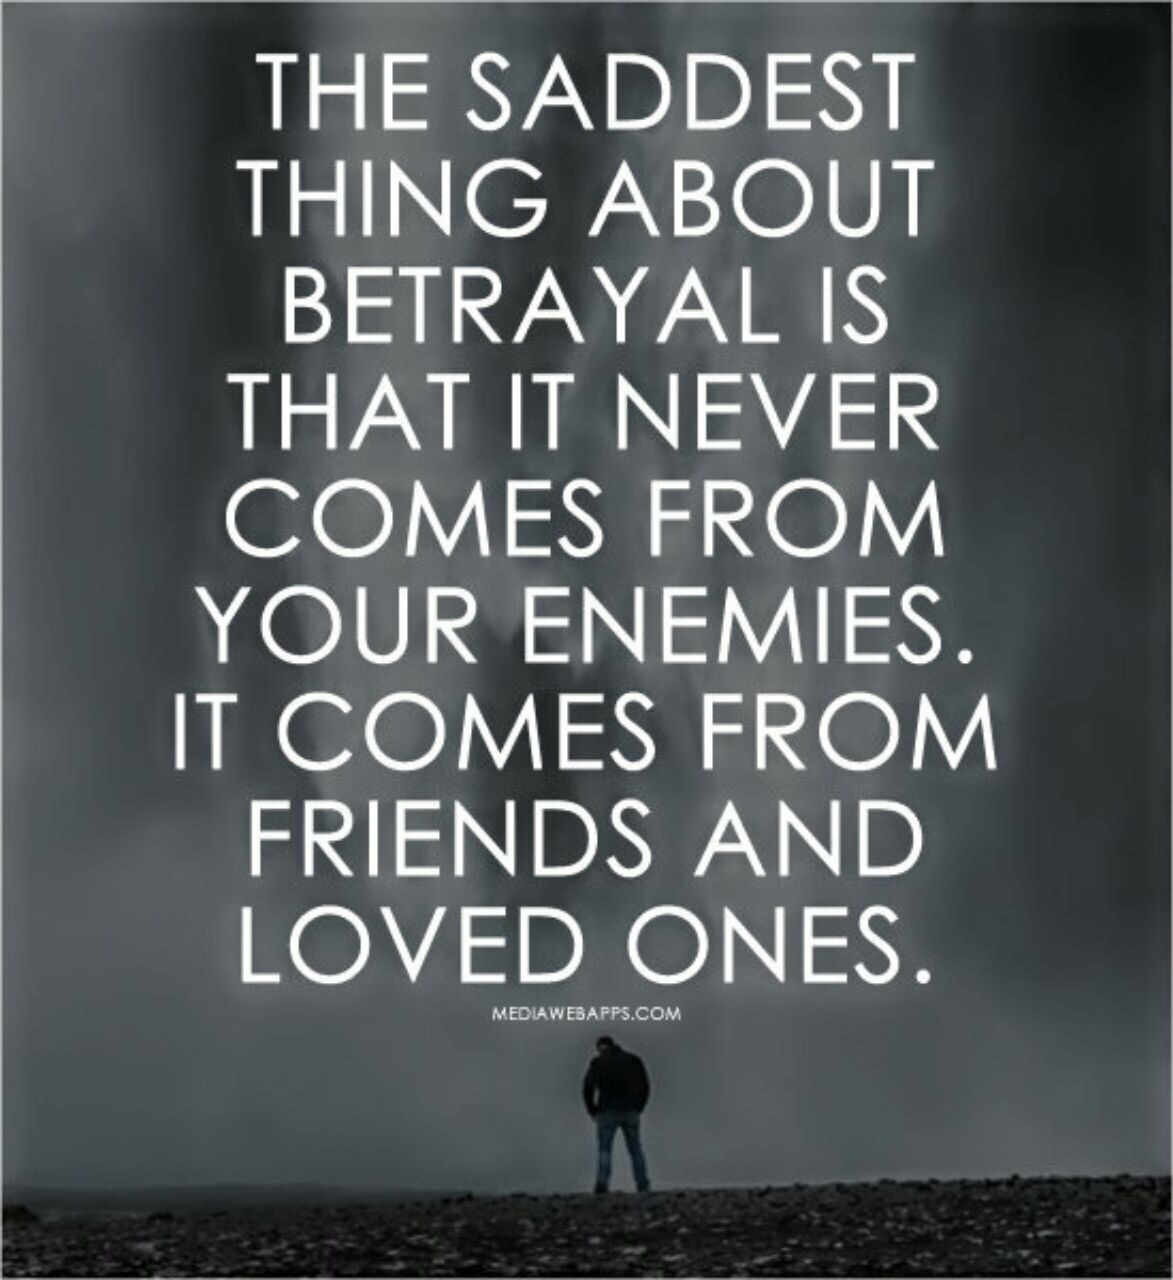 THE SADDEST
THING ABOUT
BETRAYAL IS
THAT IT NEVER
COMES FROM
YOUR ENEMIES.
IT COMES FROM
FRIENDS AND
LOVED ONES.
MEDIAWEBAPPS.COM